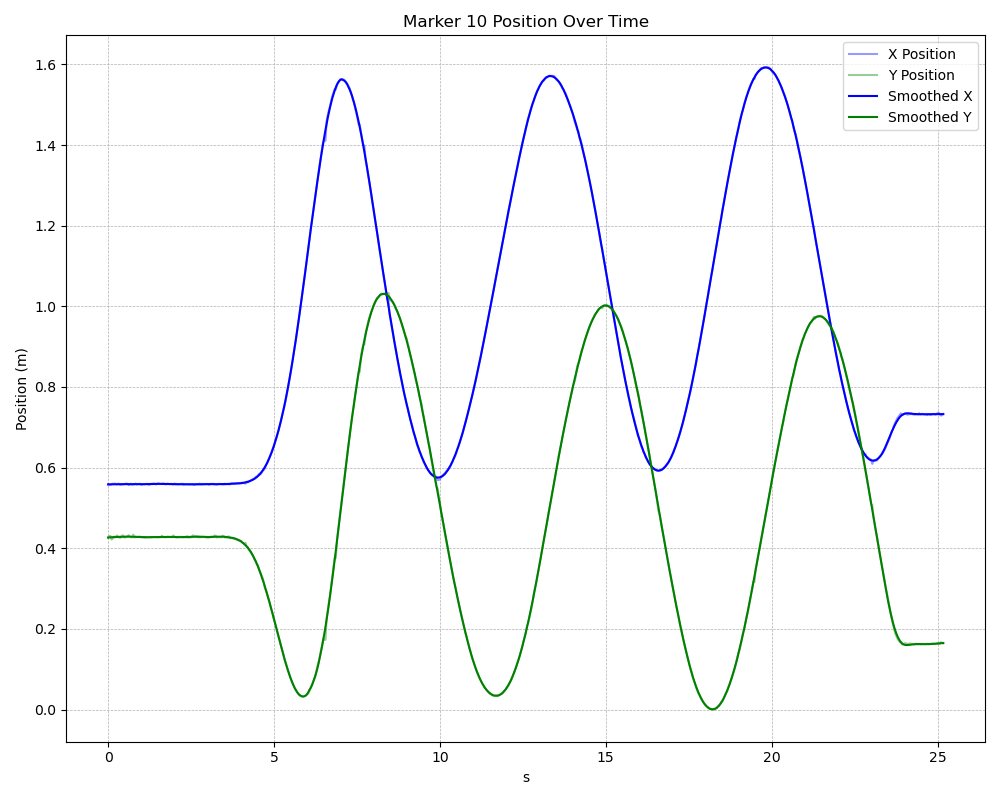 Marker 10 Position Over Time
X Position
Y Position
Smoothed X
Smoothed Y
Position (m)
1.6
1.4
1.2
1.0
0.8
0.6
0.4
0.2
0.0
0 5 10 15 20 25
s